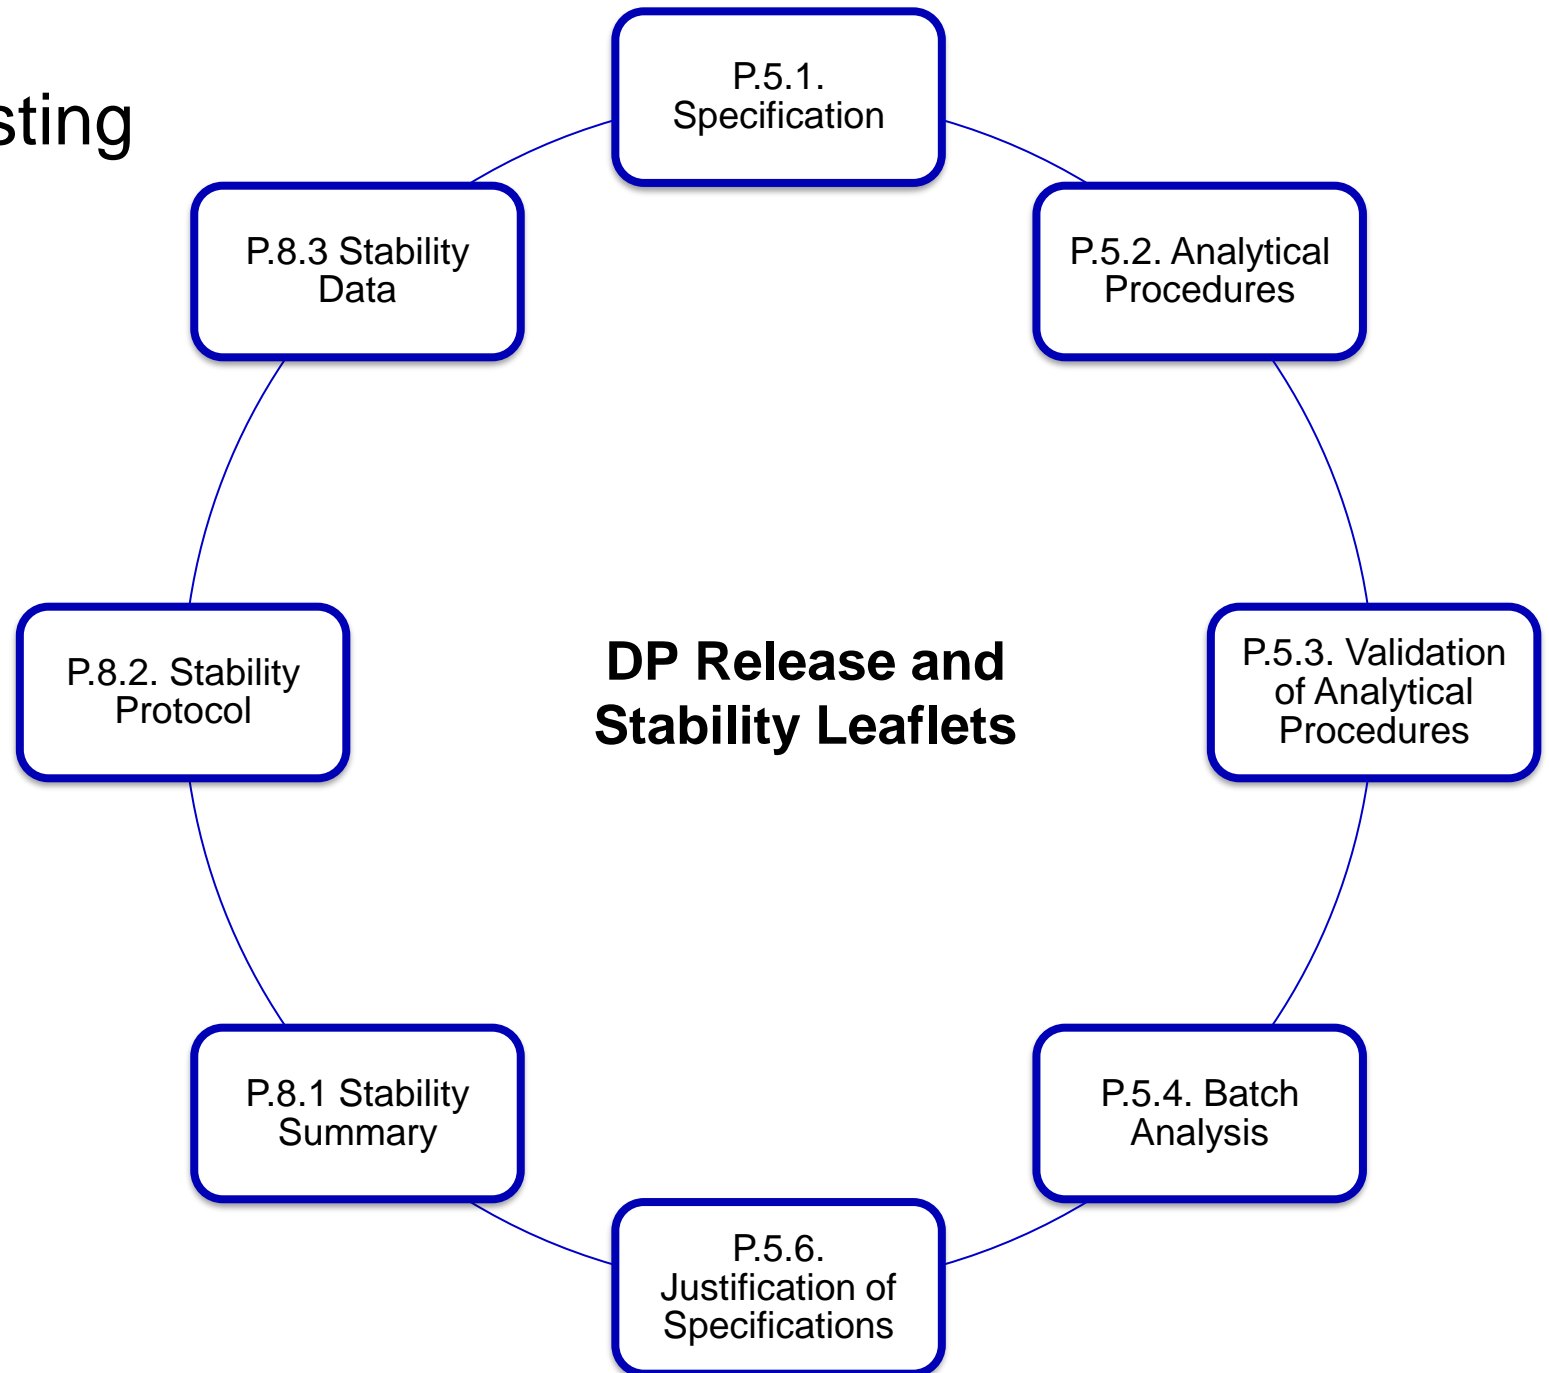 P.5.1.
Specification
sting
P.8.3 Stability
Data
P.5.2. Analytical
Procedures
P.8.2. Stability
Protocol
DP Release and
Stability Leaflets
P.5.3. Validation
of Analytical
Procedures
P.8.1 Stability
Summary
P.5.4. Batch
Analysis
P.5.6.
Justification of
Specifications